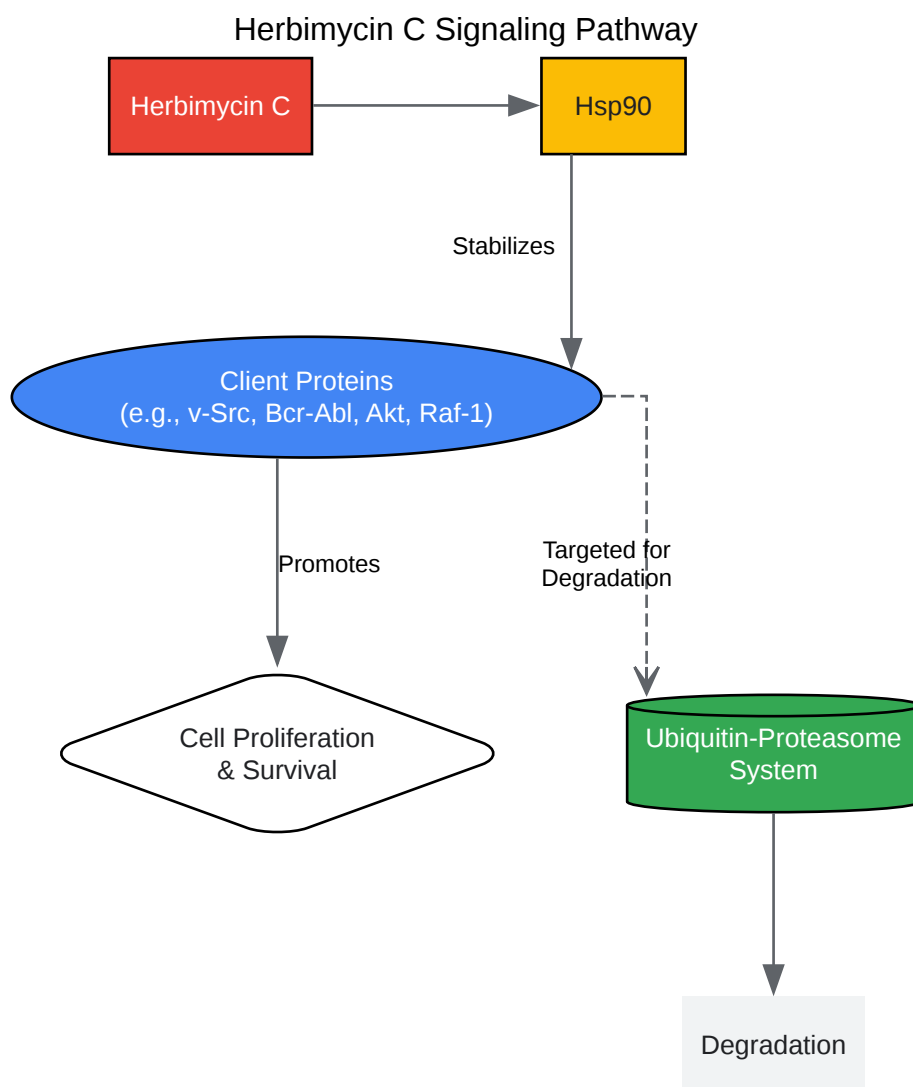 Herbimycin C Signaling Pathway
Herbimycin C
Hsp90
Stabilizes
Client Proteins
(e.g., v-Src, Bcr-Abl, Akt, Raf-1)
Promotes
Targeted for
Degradation
Cell Proliferation
& Survival
Ubiquitin-Proteasome
System
Degradation